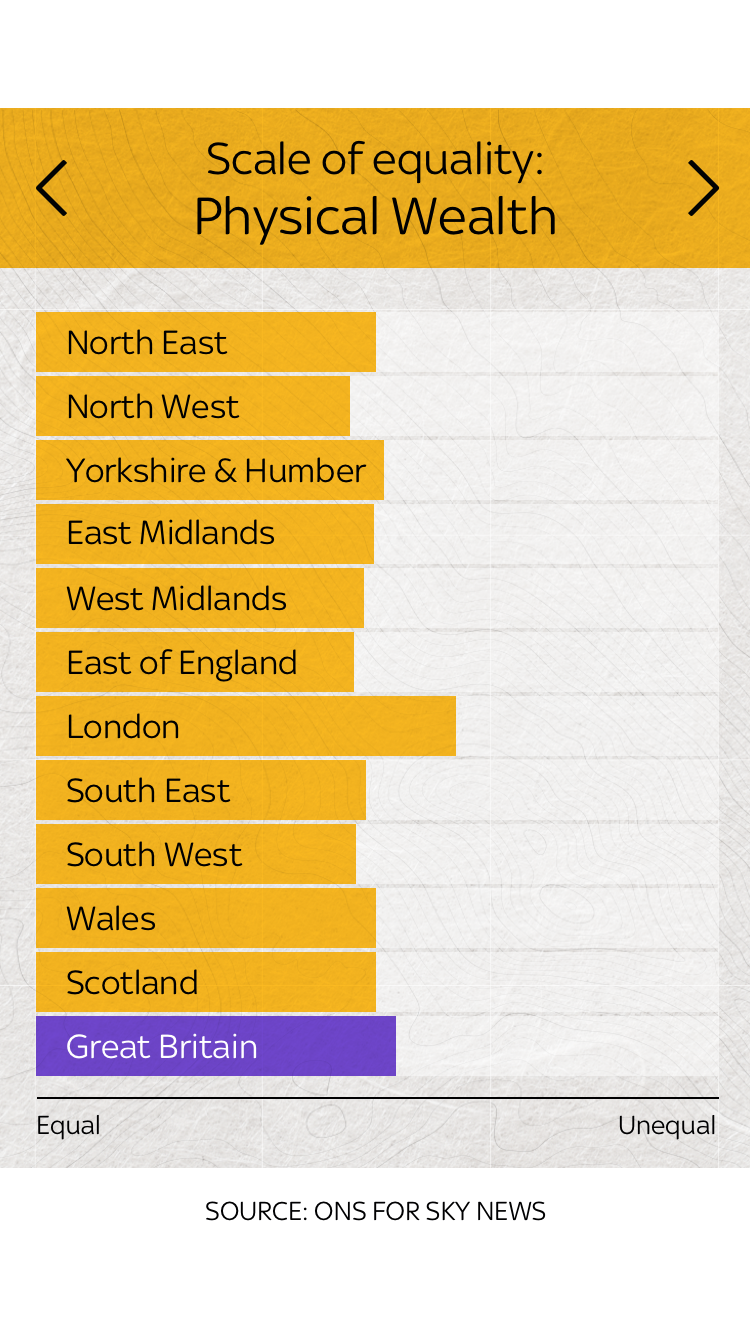 Scale of equality:
Physical Wealth
North East
North West
Yorkshire & Humber
East Midlands
West Midlands
East of England
London
South East
South West
Wales
Scotland
Great Britain
Equal
Unequal
SOURCE: ONS FOR SKY NEWS